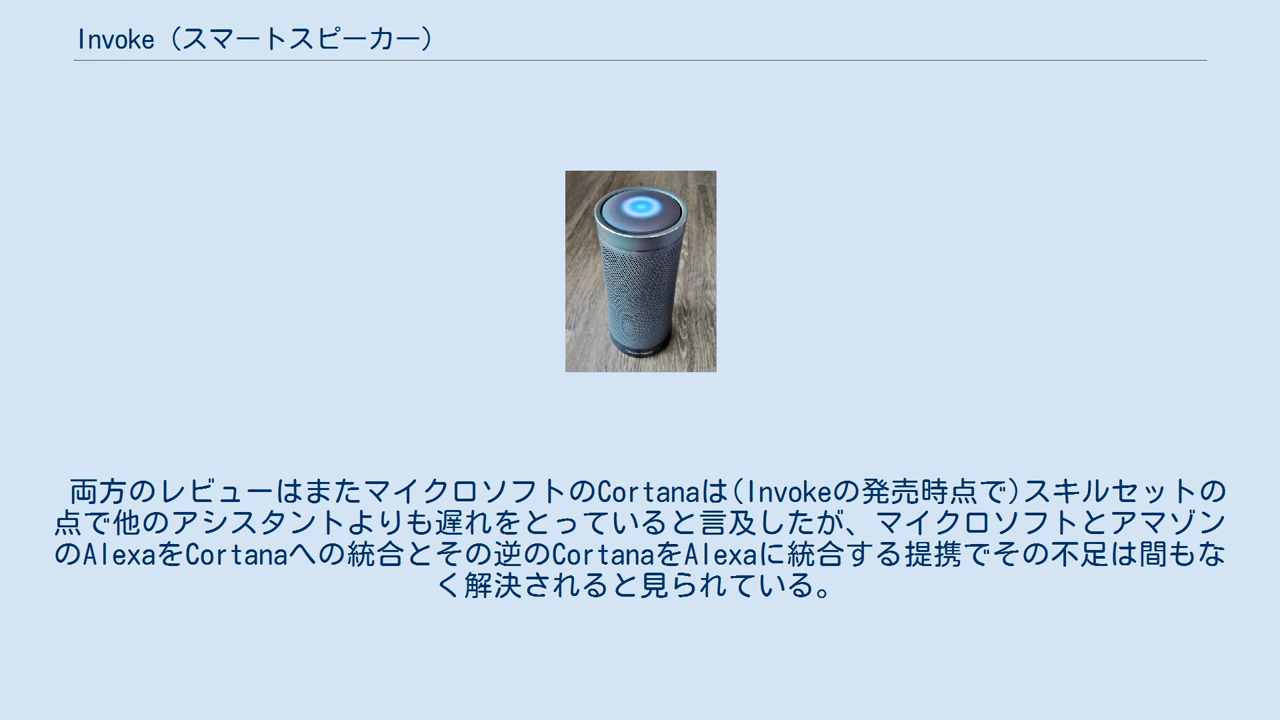 Invoke（スマートスピーカー）
両方のレビューはまたマイクロソフトのCortanaは(Invokeの発売時点で)スキルセットの
点で他のアシスタントよりも遅れをとっていると言及したが、マイクロソフトとアマゾン
のAlexaをCortanaへの統合とその逆のCortanaをAlexaに統合する提携でその不足は間もな
く解決されると見られている。